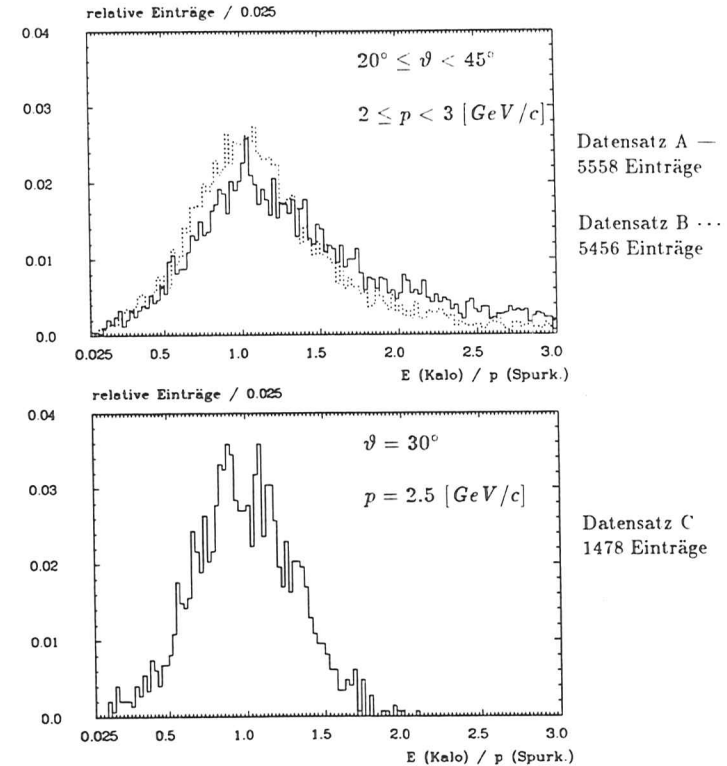 relative Einträge / 0.025
0.04
0.03
0.02
0.01
0.0
20° ≤ ϑ < 45°
2 ≤ p < 3 [GeV/c]
Datensatz A —
5558 Einträge
Datensatz B ···
5456 Einträge
0.025 0.5 1.0 1.5 2.0 2.5 3.0
E (Kalo) / p (Spurk.)
relative Einträge / 0.025
0.04
0.03
0.02
0.01
0.0
ϑ = 30°
p = 2.5 [GeV/c]
Datensatz C
1478 Einträge
0.025 0.5 1.0 1.5 2.0 2.5 3.0
E (Kalo) / p (Spurk.)